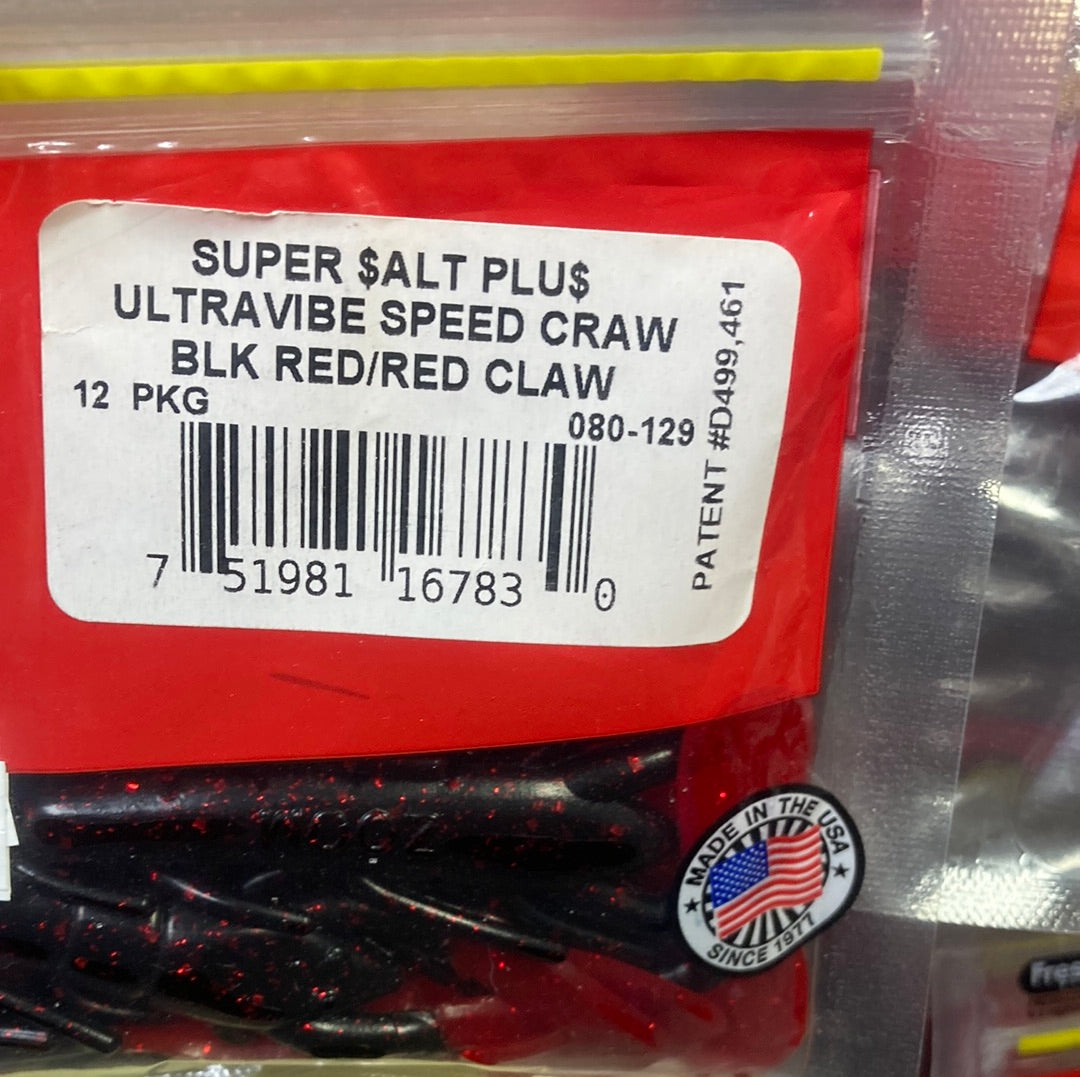 SUPER $ALT PLU$
ULTRAVIBE SPEED CRAW
BLK RED/RED CLAW
12 PKG
080-129
PATENT #D499,461
7 51981 16783 0
MADE IN THE USA
SINCE 1977